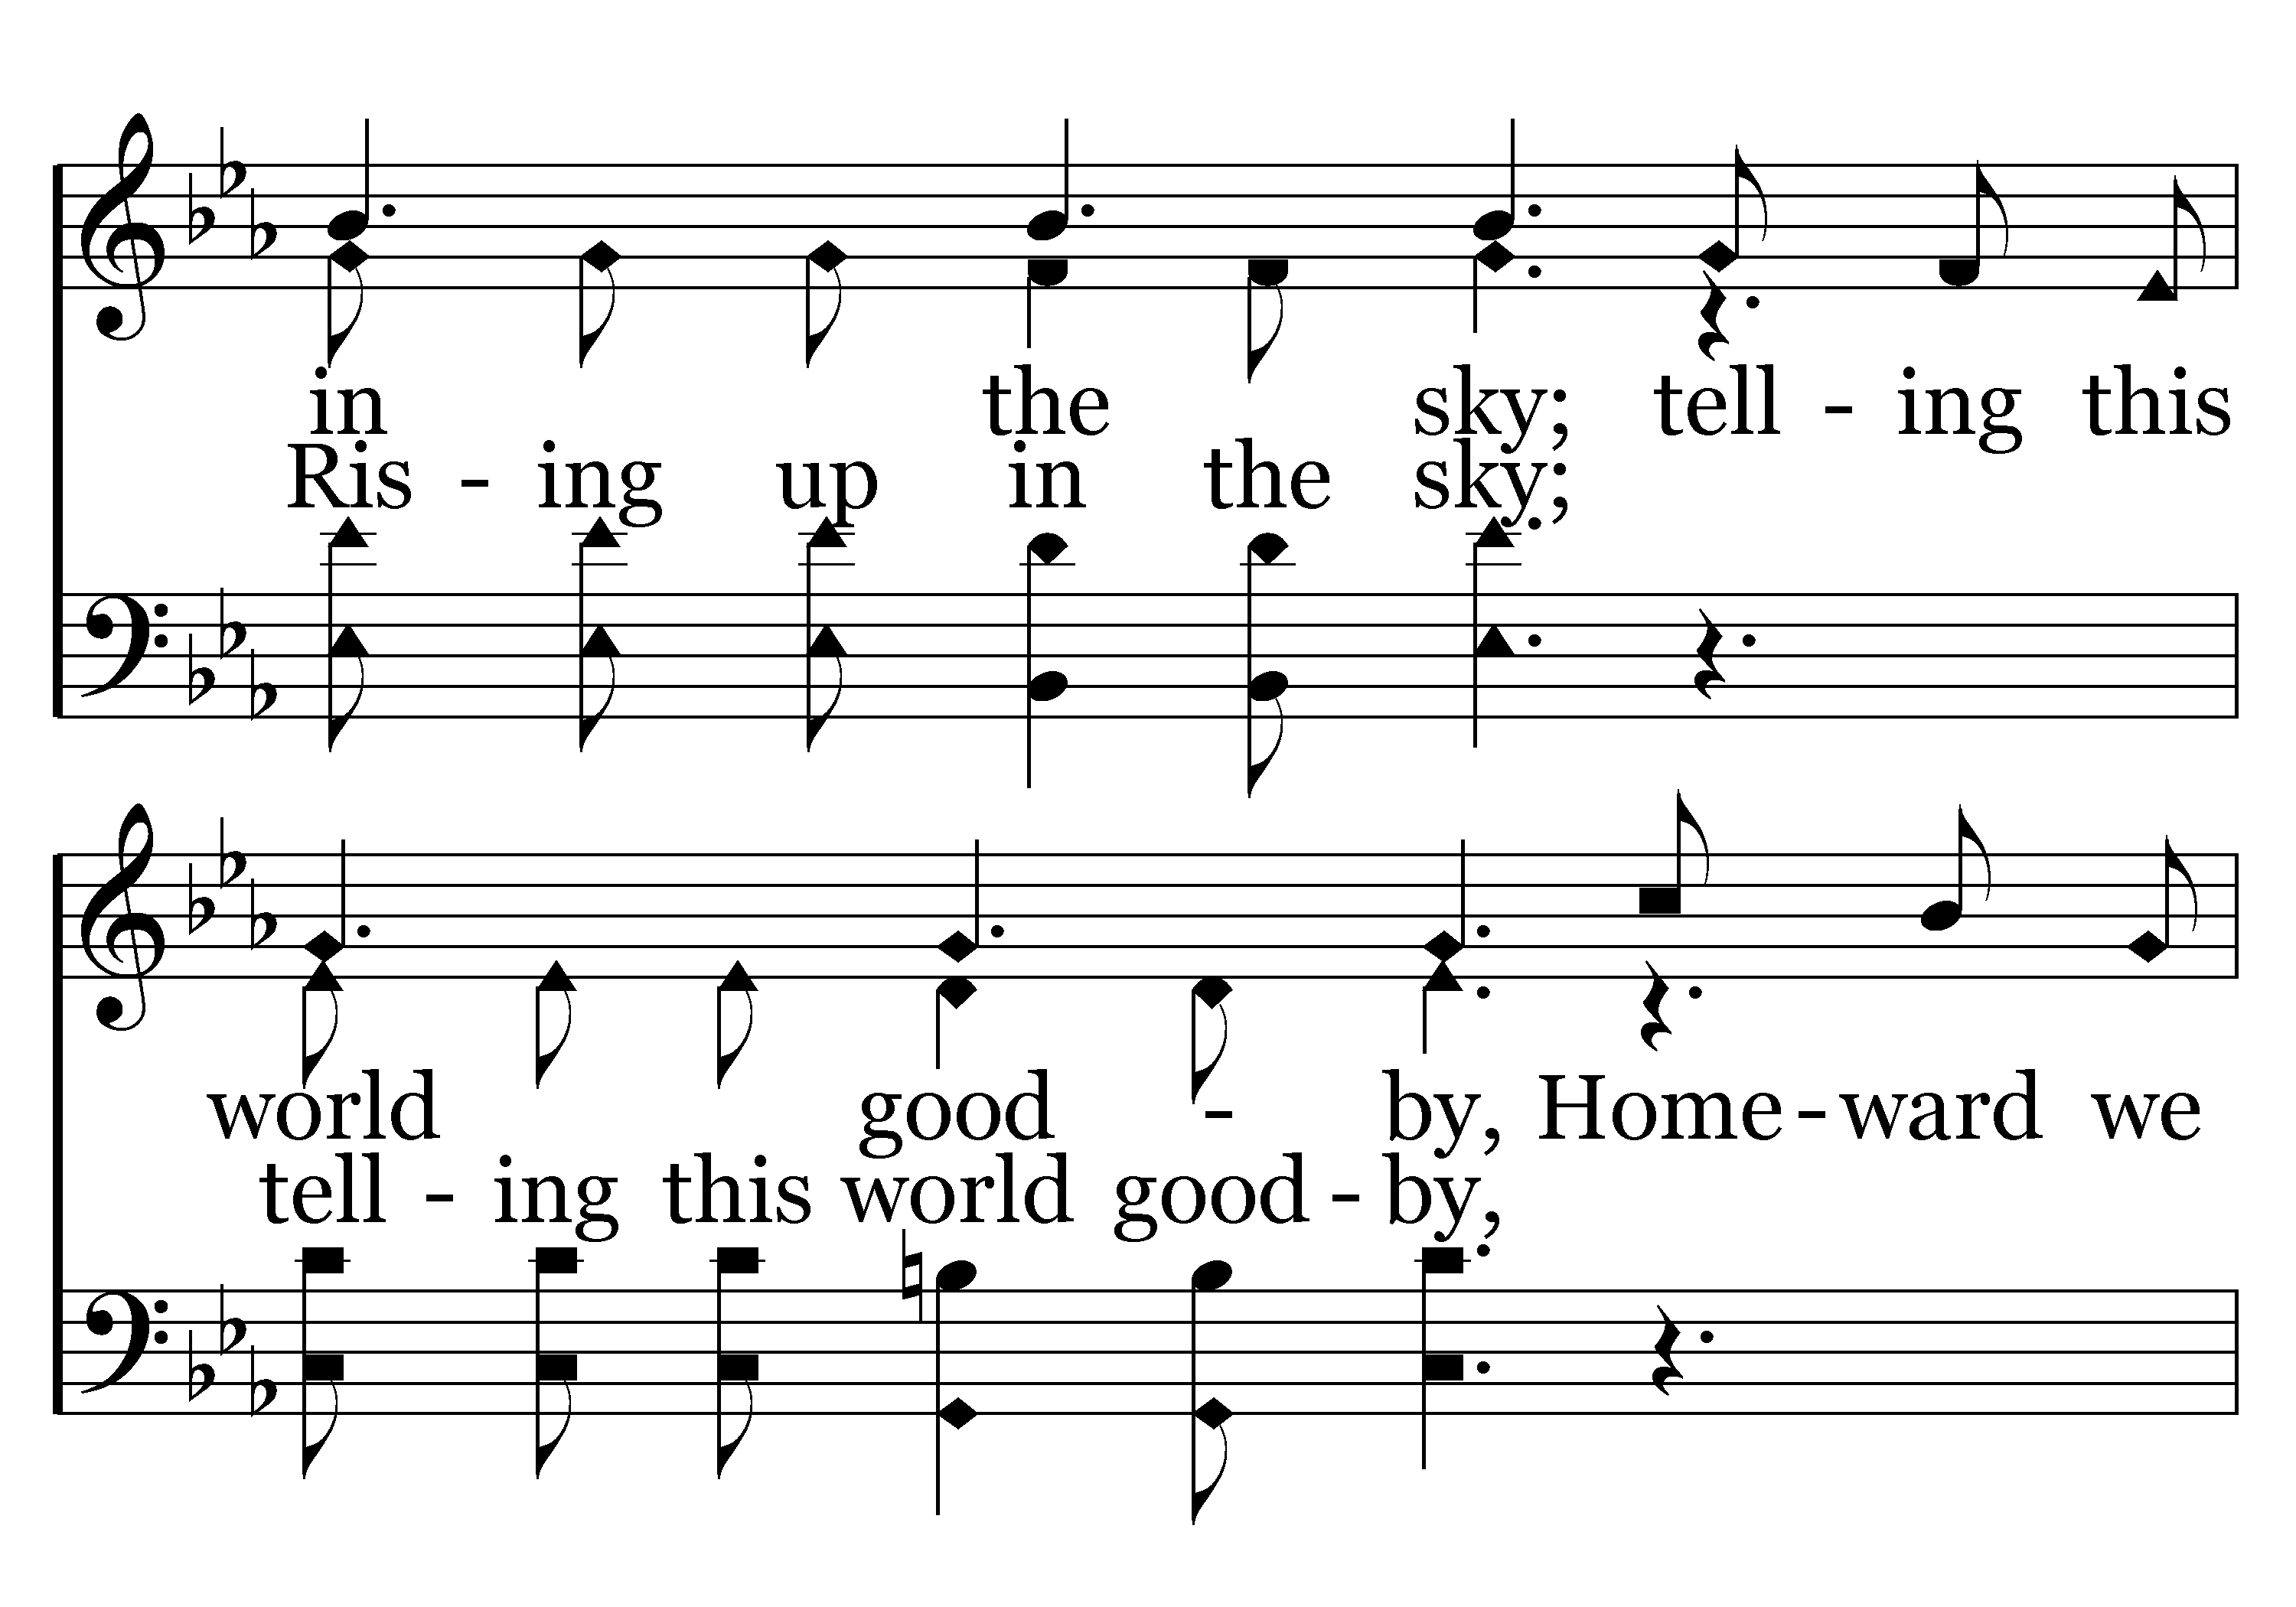 in the sky; tell - ing this
Ris - ing up in the sky;
world good - by, Home - ward we
tell - ing this world good - by,